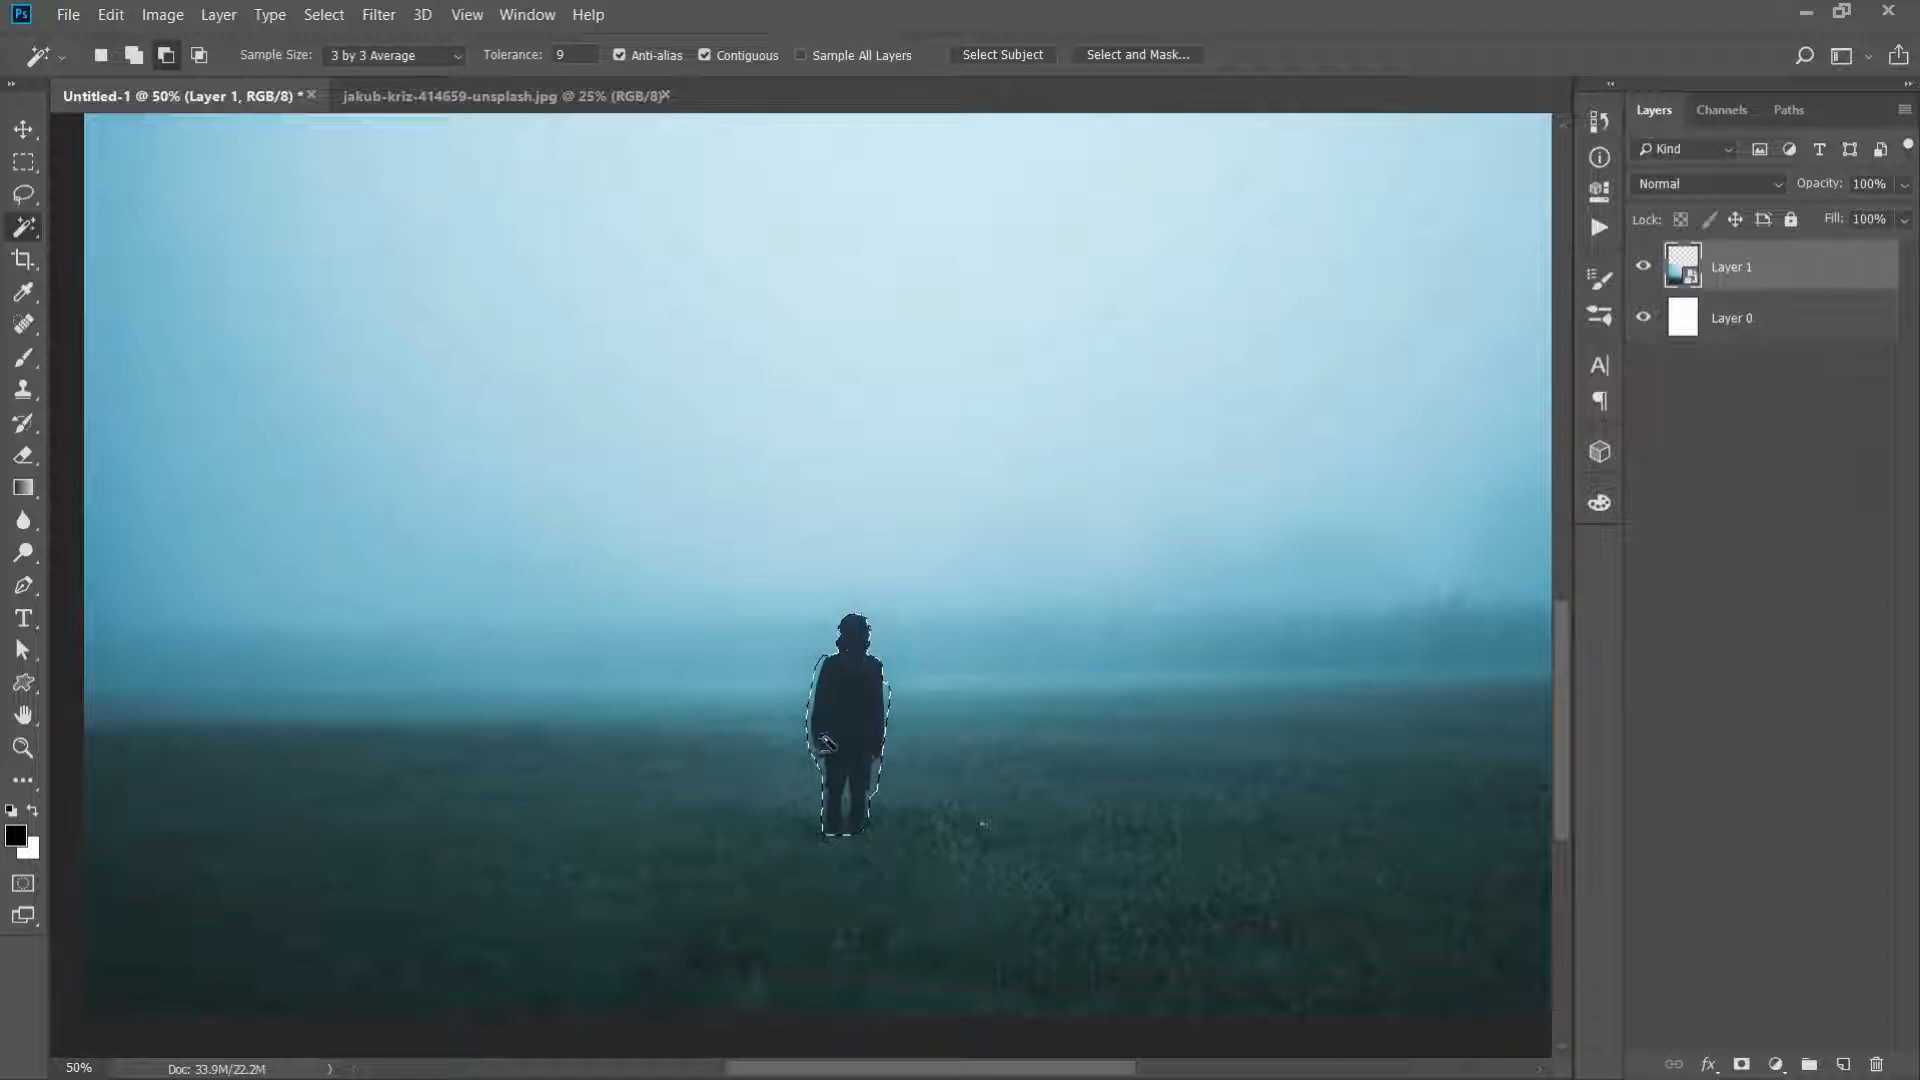 Ps File Edit Image Layer Type Select Filter 3D View Window Help
Sample Size: 3 by 3 Average Tolerance: 9 Anti-alias Contiguous Sample All Layers Select Subject Select and Mask...
Untitled-1 @ 50% (Layer 1, RGB/8) * jakub-kriz-414659-unsplash.jpg @ 25% (RGB/8)
Layers Channels Paths
Kind
Normal Opacity: 100%
Lock: Fill: 100%
Layer 1
Layer 0
50% Doc: 33.9M/22.2M